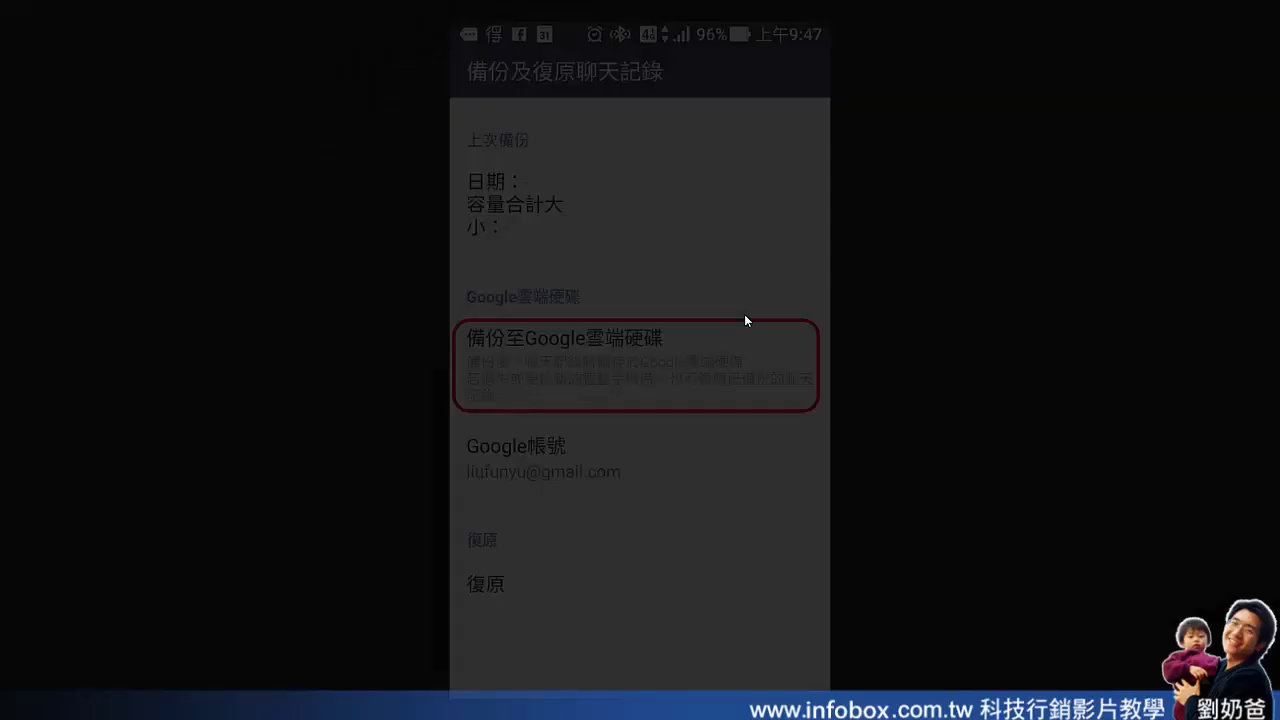 得 31 4G 96% 上午9:47
備份及復原聊天記錄
上次備份
日期：
容量合計大
小：
Google雲端硬碟
備份至Google雲端硬碟
Google帳號
liufunyu@gmail.com
復原
復原
www.infobox.com.tw 科技行銷影片教學
劉奶爸